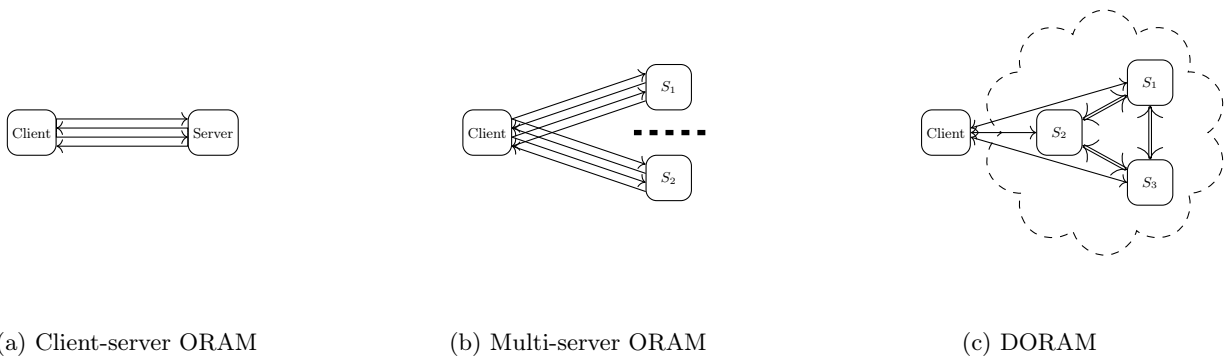 Client
Server
Client
S1
S2
Client
S1
S2
S3
a) Client-server ORAM
(b) Multi-server ORAM
(c) DORAM